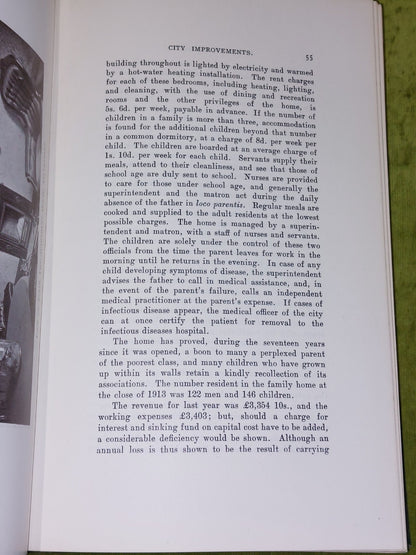 CITY IMPROVEMENTS.
55
building throughout is lighted by electricity and warmed
by a hot-water heating installation. The rent charges
for each of these bedrooms, including heating, lighting,
and cleaning, with the use of dining and recreation
rooms and the other privileges of the home, is
5s. 6d. per week, payable in advance. If the number of
children in a family is more than three, accommodation
is found for the additional children beyond that number
in a common dormitory, at a charge of 8d. per week per
child. The children are boarded at an average charge of
1s. 10d. per week for each child. Servants supply their
meals, attend to their cleanliness, and see that those of
school age are duly sent to school. Nurses are provided
to care for those under school age, and generally the
superintendent and the matron act during the daily
absence of the father in loco parentis. Regular meals are
cooked and supplied to the adult residents at the lowest
possible charges. The home is managed by a superin-
tendent and matron, with a staff of nurses and servants.
The children are solely under the control of these two
officials from the time the parent leaves for work in the
morning until he returns in the evening. In case of any
child developing symptoms of disease, the superintendent
advises the father to call in medical assistance, and, in
the event of the parent's failure, calls an independent
medical practitioner at the parent's expense. If cases of
infectious disease appear, the medical officer of the city
can at once certify the patient for removal to the
infectious diseases hospital.
The home has proved, during the seventeen years
since it was opened, a boon to many a perplexed parent
of the poorest class, and many children who have grown
up within its walls retain a kindly recollection of its
associations. The number resident in the family home at
the close of 1913 was 122 men and 146 children.
The revenue for last year was £3,354 10s., and the
working expenses £3,403; but, should a charge for
interest and sinking fund on capital cost have to be added,
a considerable deficiency would be shown. Although an
annual loss is thus shown to be the result of carrying